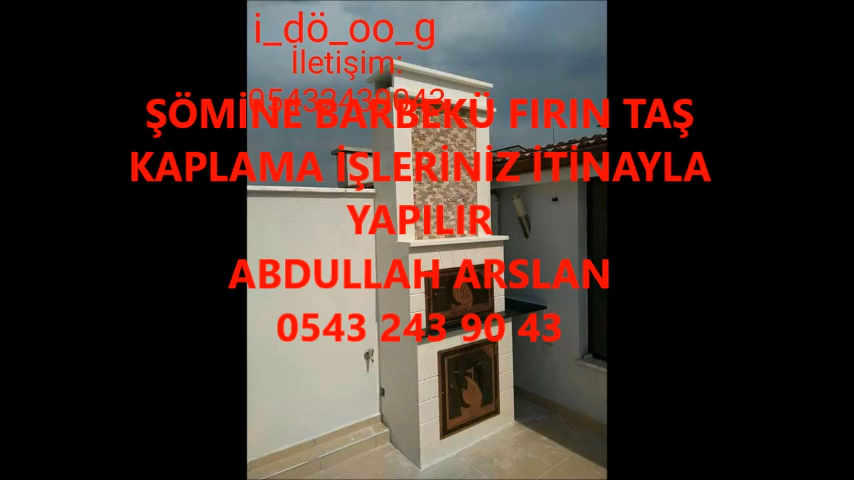 i_dö_oo_g
İletişim:
05432439043
ŞÖMİNE BARBEKÜ FIRIN TAŞ
KAPLAMA İŞLERİNİZ İTİNAYLA
YAPILIR
ABDULLAH ARSLAN
0543 243 90 43